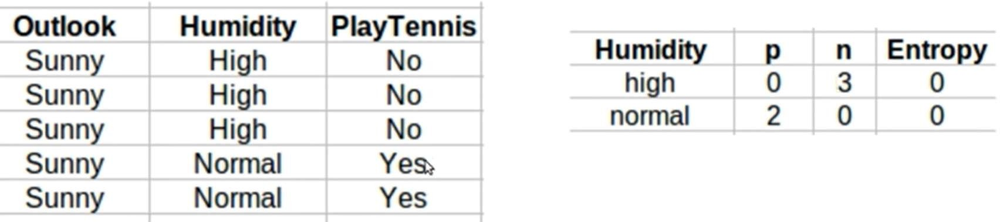 Outlook Humidity PlayTennis
Sunny High No
Sunny High No
Sunny High No
Sunny Normal Yes
Sunny Normal Yes
Humidity p n Entropy
high 0 3 0
normal 2 0 0